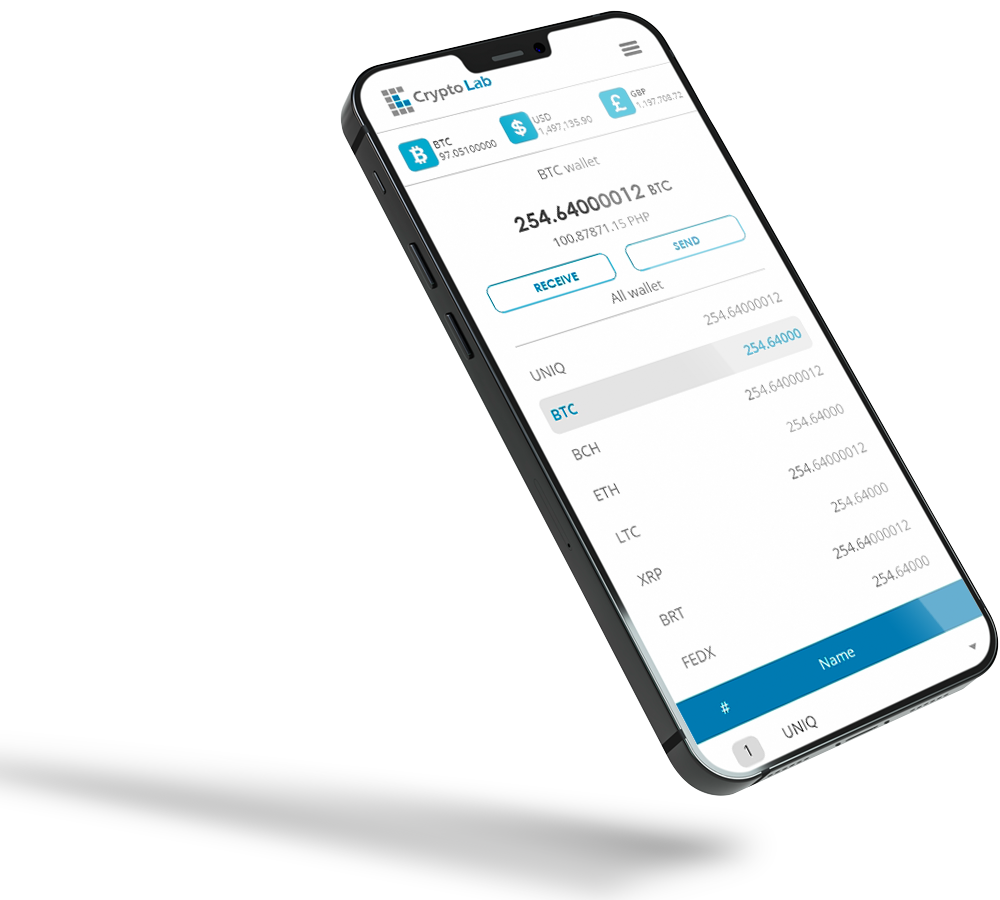 Crypto Lab
BTC
97.05100000
USD
1,497,135.90
GBP
1,197,708.72
BTC wallet
254.64000012 BTC
100.87871.15 PHP
RECEIVE SEND
All wallet
UNIQ 254.64000012
BTC 254.64000
BCH 254.64000012
ETH 254.64000
LTC 254.64000012
XRP 254.64000
BRT 254.64000012
FEDX 254.64000
# Name
1 UNIQ